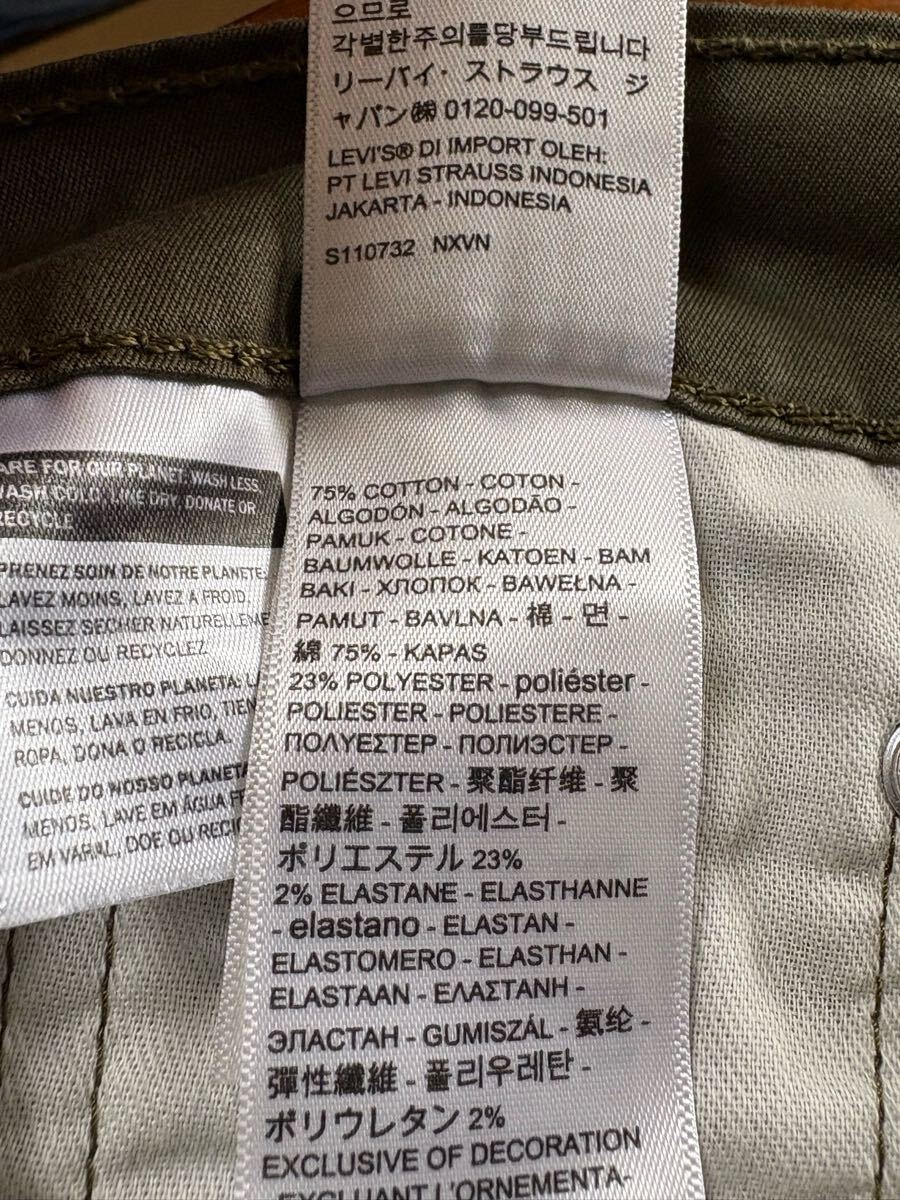 으므로
각별한주의를당부드립니다
リーバイ・ストラウス ジ
ャパン㈱ 0120-099-501
LEVI'S® DI IMPORT OLEH:
PT LEVI STRAUSS INDONESIA
JAKARTA - INDONESIA
S110732 NXVN
75% COTTON - COTON -
ALGODÓN - ALGODÃO -
PAMUK - COTONE -
BAUMWOLLE - KATOEN - BAM
BAKI - ХЛОПОК - BAWEŁNA -
PAMUT - BAVLNA - 棉 - 면 -
綿 75% - KAPAS
23% POLYESTER - poliéster -
POLIESTER - POLIESTERE -
ΠΟΛΥΕΣΤΕΡ - ПОЛИЭСТЕР -
POLIÉSZTER - 聚酯纤维 - 聚
酯纖維 - 폴리에스터 -
ポリエステル 23%
2% ELASTANE - ELASTHANNE
- elastano - ELASTAN -
ELASTOMERO - ELASTHAN -
ELASTAAN - ΕΛΑΣΤΑΝΗ -
ЭЛАСТАН - GUMISZÁL - 氨纶 -
彈性纖維 - 폴리우레탄 -
ポリウレタン 2%
EXCLUSIVE OF DECORATION
EXCLUANT L'ORNEMENTA-
ARE FOR OUR PLANET: WASH LESS,
WASH COLD, LINE DRY, DONATE OR
RECYCLE
PRENEZ SOIN DE NOTRE PLANETE:
LAVEZ MOINS, LAVEZ A FROID,
LAISSEZ SECHER NATURELLEME
DONNEZ OU RECYCLEZ
CUIDA NUESTRO PLANETA: L
MENOS, LAVA EN FRIO, TIEN
ROPA, DONA O RECICLA.
CUIDE DO NOSSO PLANETA
MENOS, LAVE EM ÁGUA F
EM VARAL, DOE OU RECI